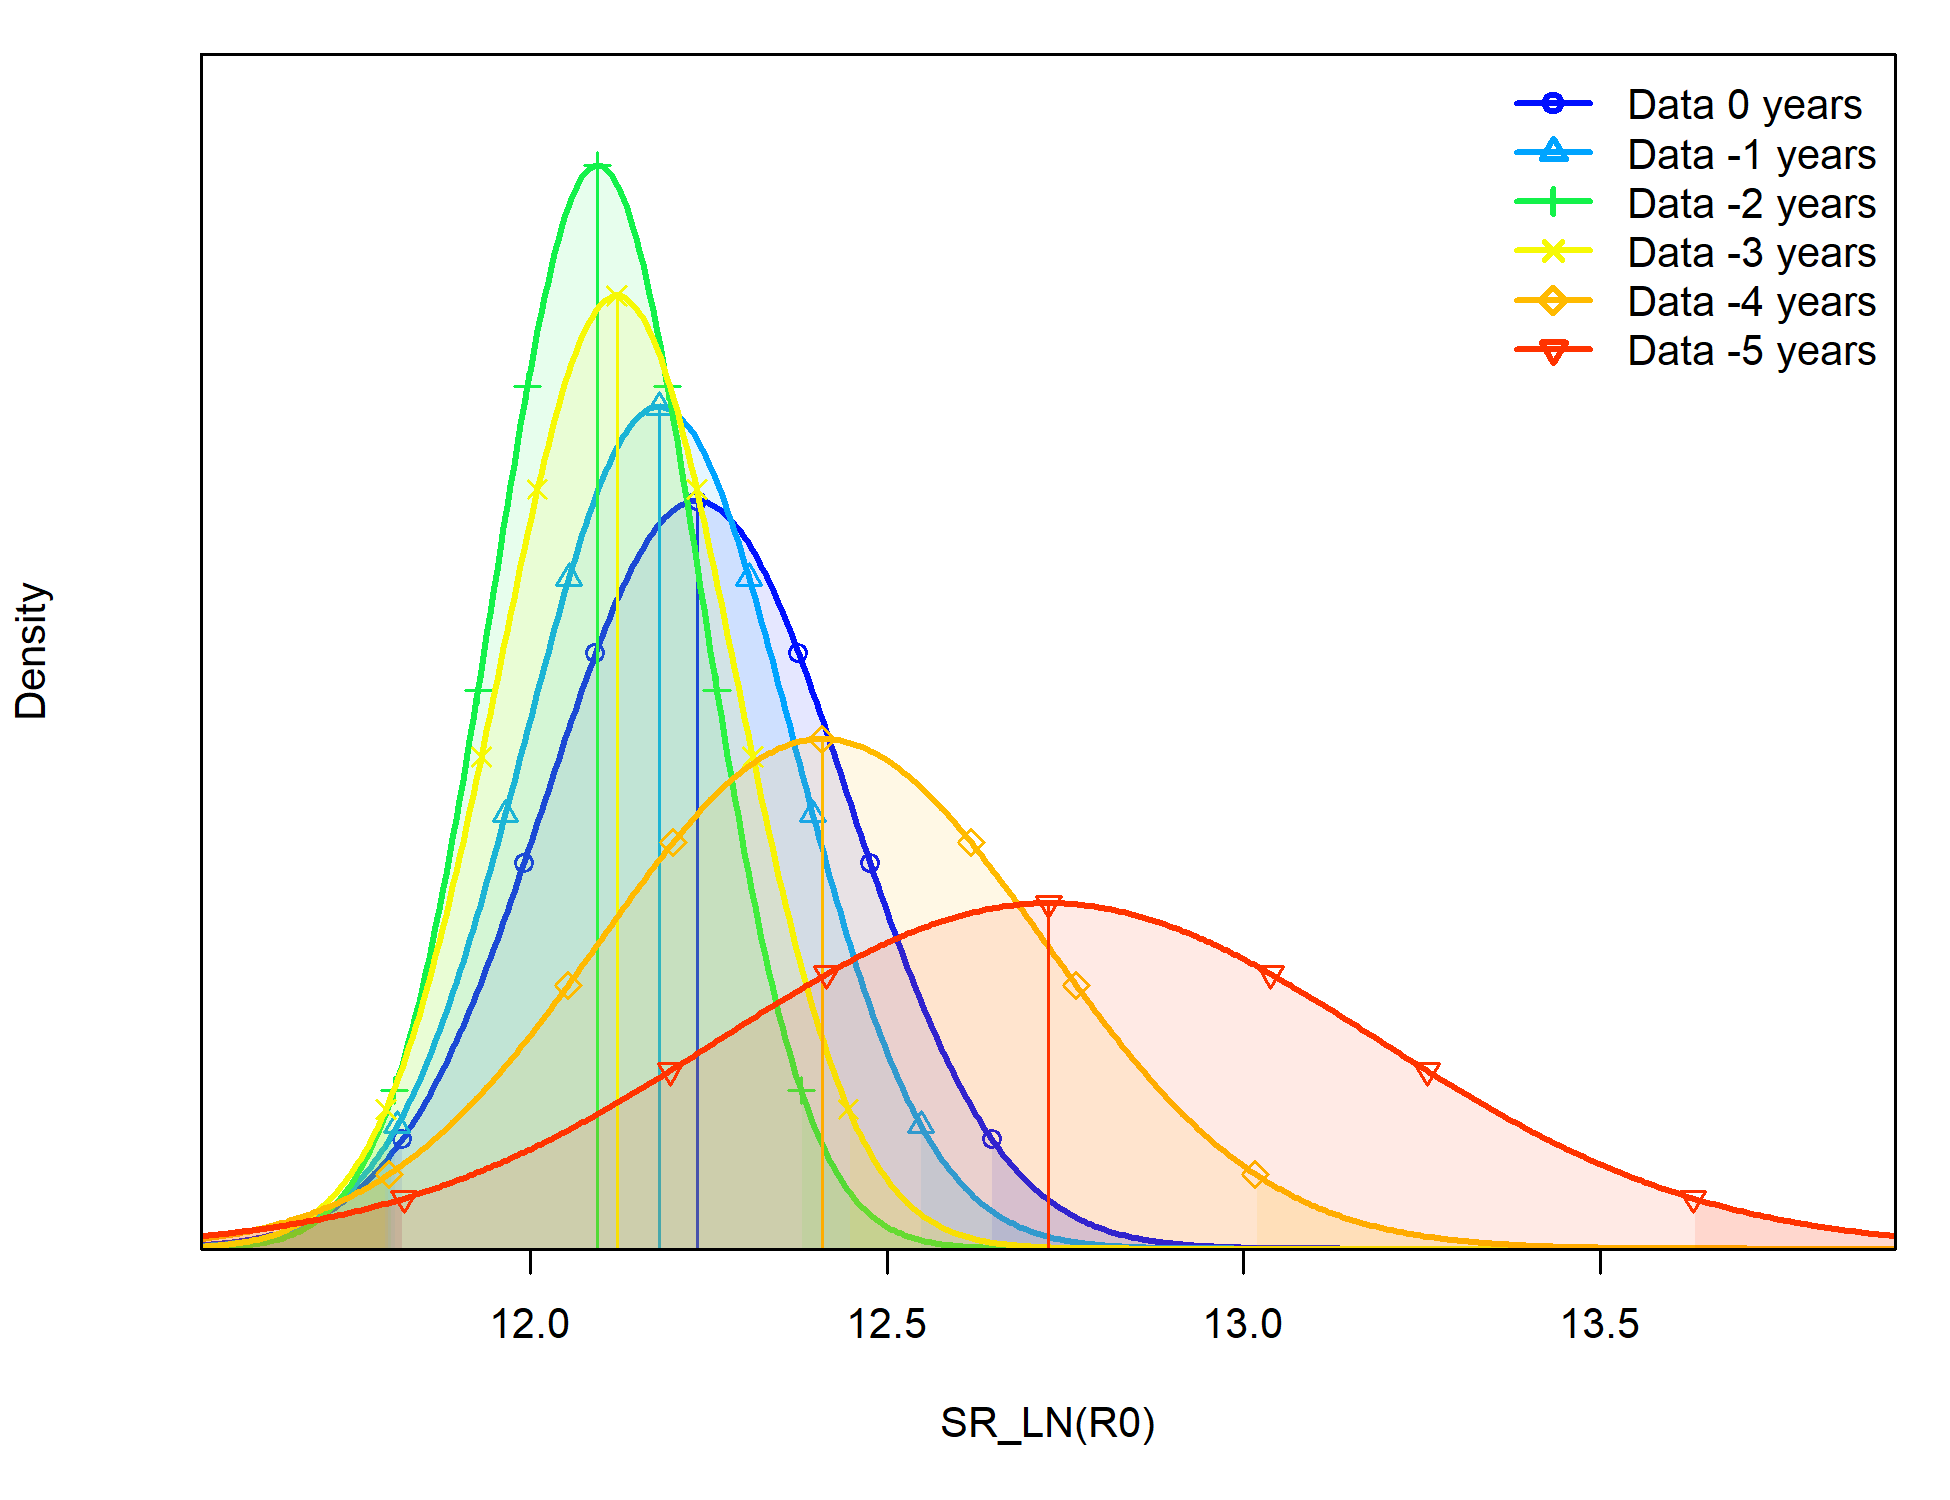 Data 0 years
Data -1 years
Data -2 years
Data -3 years
Data -4 years
Data -5 years
Density
12.0 12.5 13.0 13.5
SR_LN(R0)